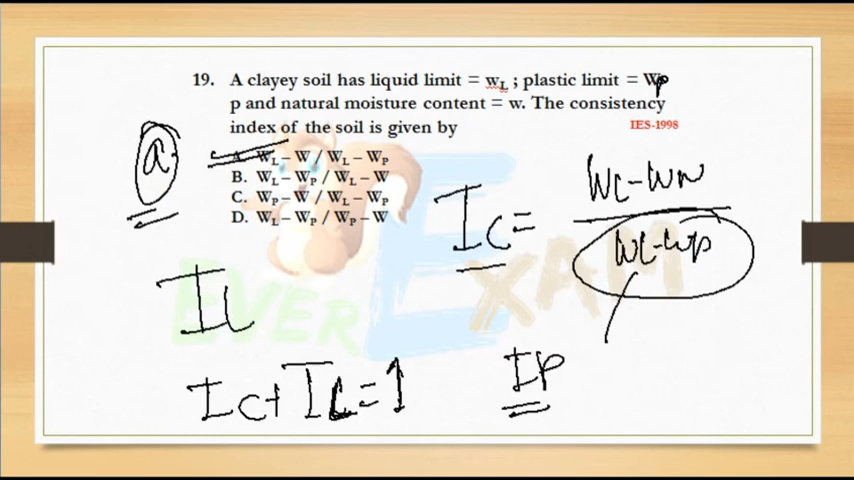 19. A clayey soil has liquid limit = wL ; plastic limit = Wp
p and natural moisture content = w. The consistency
index of the soil is given by
IES-1998
a
A. WL – W / WL – WP
B. WL – WP / WL – W
C. WP – W / WL – WP
D. WL – WP / WP – W
IC = WL-WN
WL-WP
IL
EVER EXAM
IC+IL=1
IP